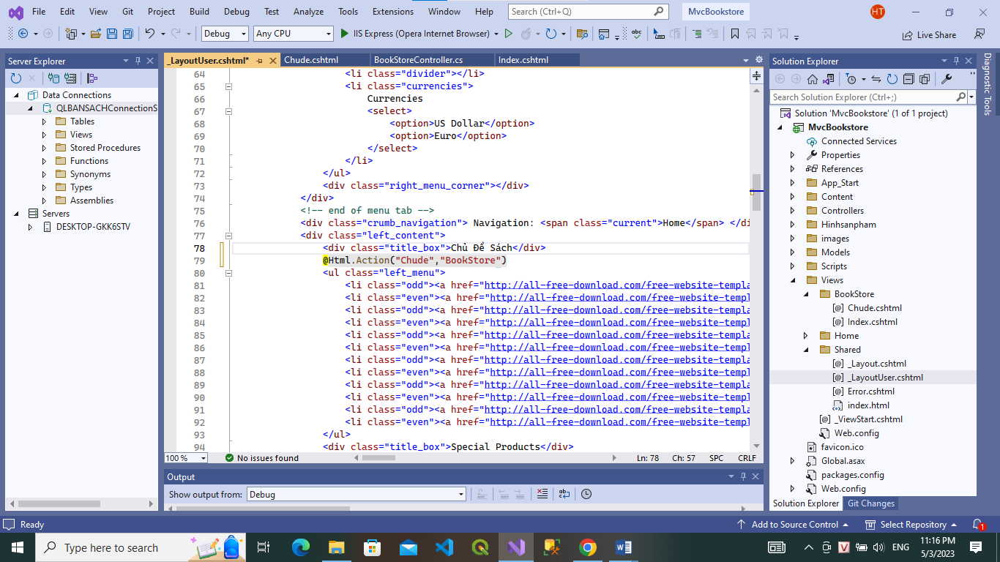 File Edit View Git Project Build Debug Test Analyze Tools Extensions Window Help Search (Ctrl+Q) MvcBookstore HT
Debug Any CPU IIS Express (Opera Internet Browser) Live Share
Server Explorer
Data Connections
QLBANSACHConnectionS
Tables
Views
Stored Procedures
Functions
Synonyms
Types
Assemblies
Servers
DESKTOP-GKK6STV
_LayoutUser.cshtml* Chude.cshtml BookStoreController.cs Index.cshtml
64 <li class="divider"></li>
65 <li class="currencies">
66 Currencies
67 <select>
68 <option>US Dollar</option>
69 <option>Euro</option>
70 </select>
71 </li>
72 </ul>
73 <div class="right_menu_corner"></div>
74 </div>
75 <!-- end of menu tab -->
76 <div class="crumb_navigation"> Navigation: <span class="current">Home</span> </di
77 <div class="left_content">
78 <div class="title_box">Chủ Đề Sách</div>
79 @Html.Action("Chude","BookStore")
80 <ul class="left_menu">
81 <li class="odd"><a href="http://all-free-download.com/free-website-templa
82 <li class="even"><a href="http://all-free-download.com/free-website-templ
83 <li class="odd"><a href="http://all-free-download.com/free-website-templa
84 <li class="even"><a href="http://all-free-download.com/free-website-templ
85 <li class="odd"><a href="http://all-free-download.com/free-website-templa
86 <li class="even"><a href="http://all-free-download.com/free-website-templ
87 <li class="odd"><a href="http://all-free-download.com/free-website-templa
88 <li class="even"><a href="http://all-free-download.com/free-website-templ
89 <li class="odd"><a href="http://all-free-download.com/free-website-templa
90 <li class="even"><a href="http://all-free-download.com/free-website-templ
91 <li class="odd"><a href="http://all-free-download.com/free-website-templa
92 <li class="even"><a href="http://all-free-download.com/free-website-templ
93 </ul>
94 <div class="title_box">Special Products</div>
100 % No issues found Ln: 78 Ch: 57 SPC CRLF
Output
Show output from: Debug
Solution Explorer
Search Solution Explorer (Ctrl+;)
Solution 'MvcBookstore' (1 of 1 project)
MvcBookstore
Connected Services
Properties
References
App_Start
Content
Controllers
Hinhsanpham
images
Models
Scripts
Views
BookStore
Chude.cshtml
Index.cshtml
Home
Shared
_Layout.cshtml
_LayoutUser.cshtml
Error.cshtml
index.html
_ViewStart.cshtml
Web.config
favicon.ico
Global.asax
packages.config
Web.config
Solution Explorer Git Changes
Diagnostic Tools
Ready Add to Source Control Select Repository 1
Type here to search ENG 11:16 PM
5/3/2023